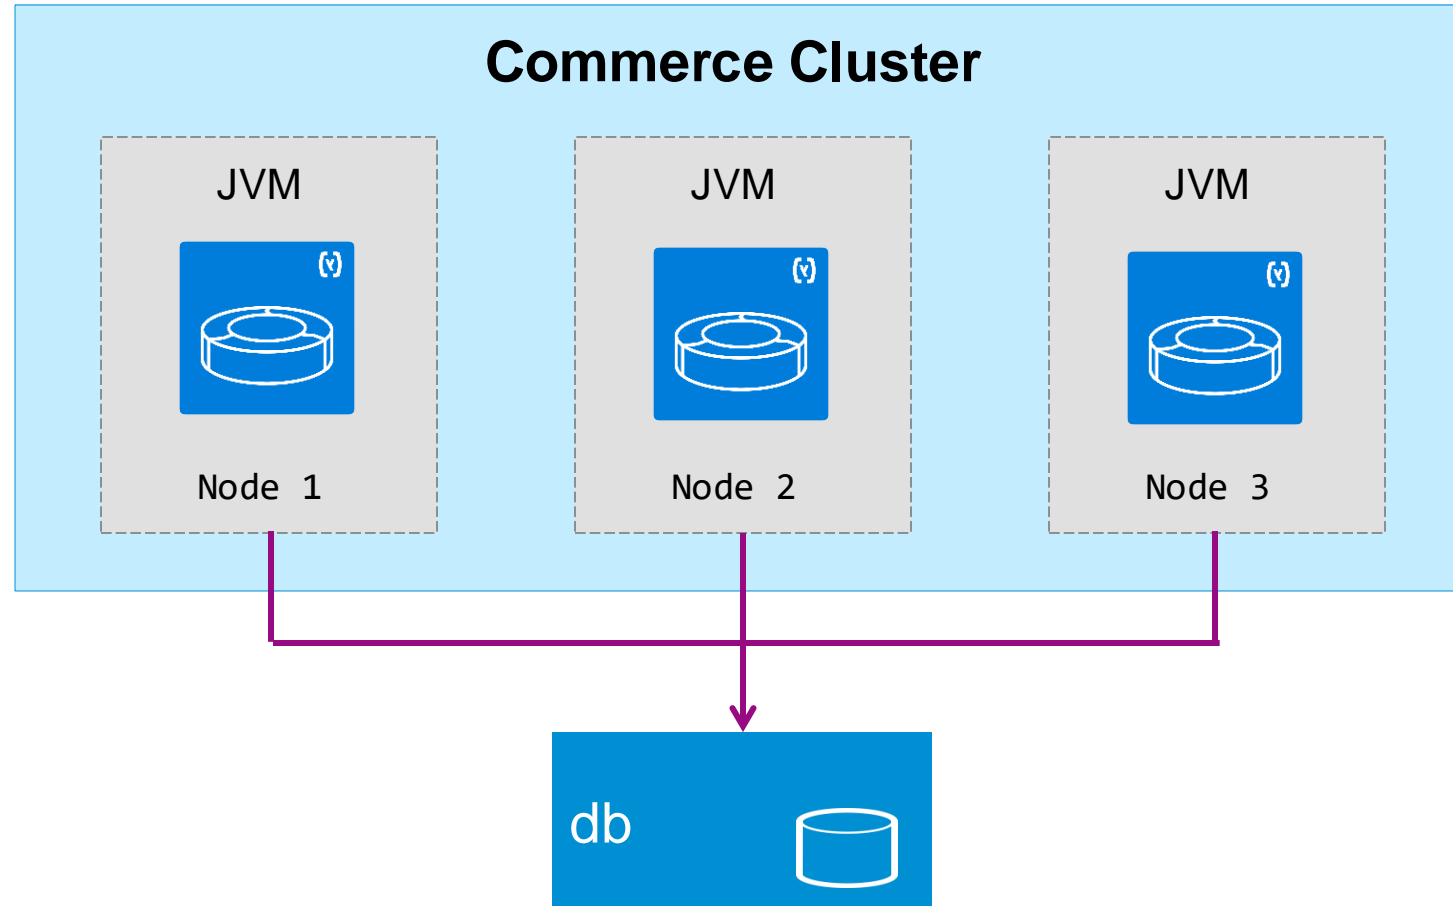 Commerce Cluster
JVM
JVM
JVM
(Y)
(Y)
(Y)
Node 1
Node 2
Node 3
db